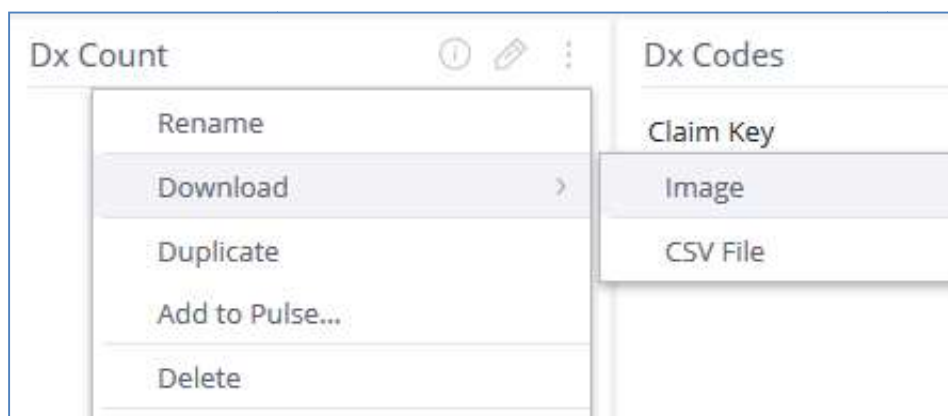 Dx Count
Rename
Download
Duplicate
Add to Pulse...
Delete
Dx Codes
Claim Key
Image
CSV File